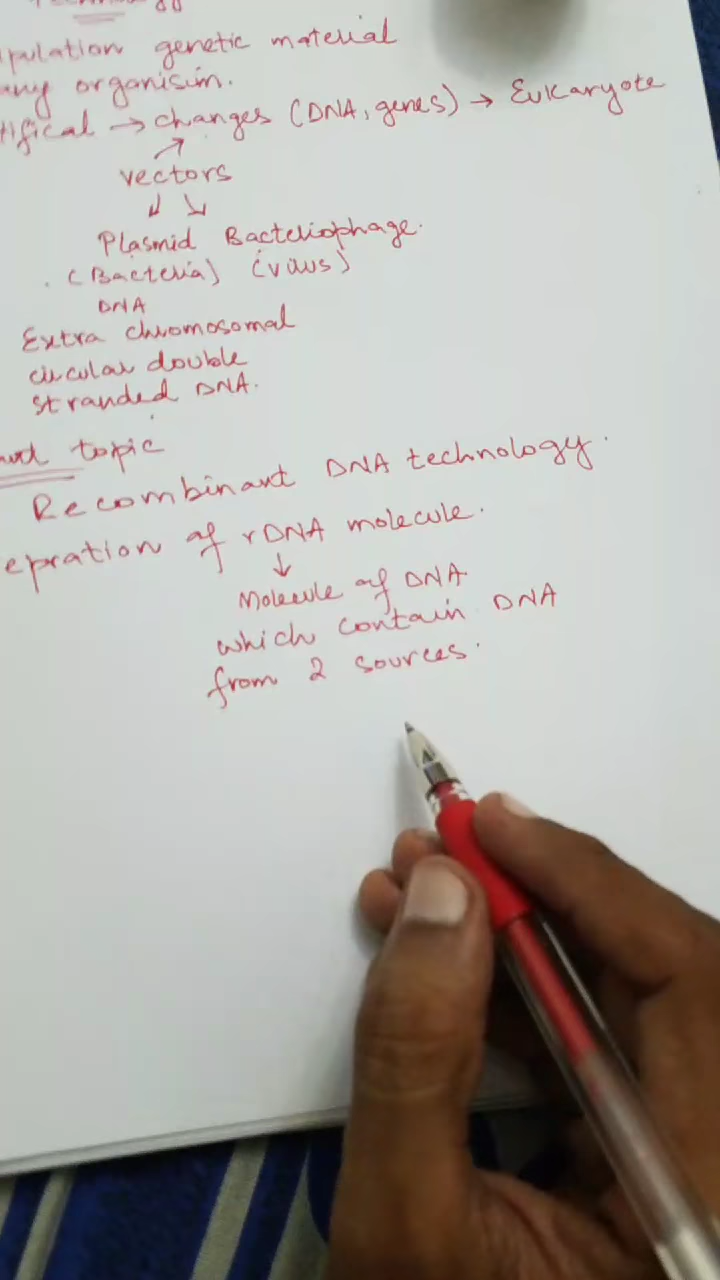 pulation genetic material
any organisim.
tifical → changes (DNA, genes) → Eukaryote
vectors
Plasmid Bacteriophage.
(Bacteria) (virus)
DNA
Extra chromosomal
circular double
stranded DNA.
topic
Recombinant DNA technology.
epration of rDNA molecule.
Molecule of DNA
which contain DNA
from 2 sources.